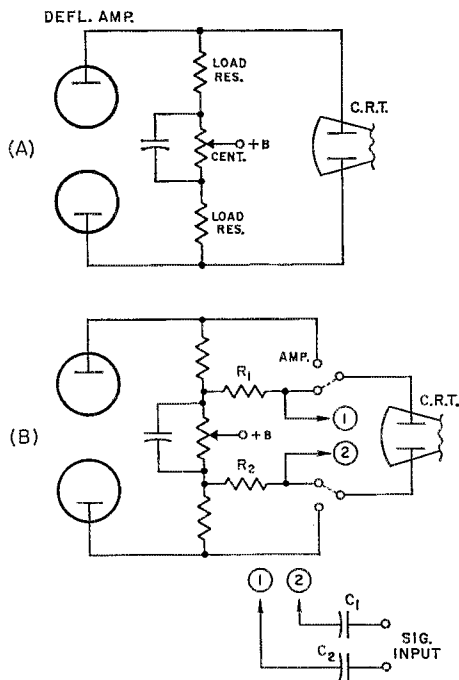 DEFL. AMP.
LOAD
RES.
C.R.T.
(A)
+B
CENT.
LOAD
RES.
AMP.
R1
C.R.T.
1
(B)
+B
2
R2
1 2
C1
C2
SIG.
INPUT